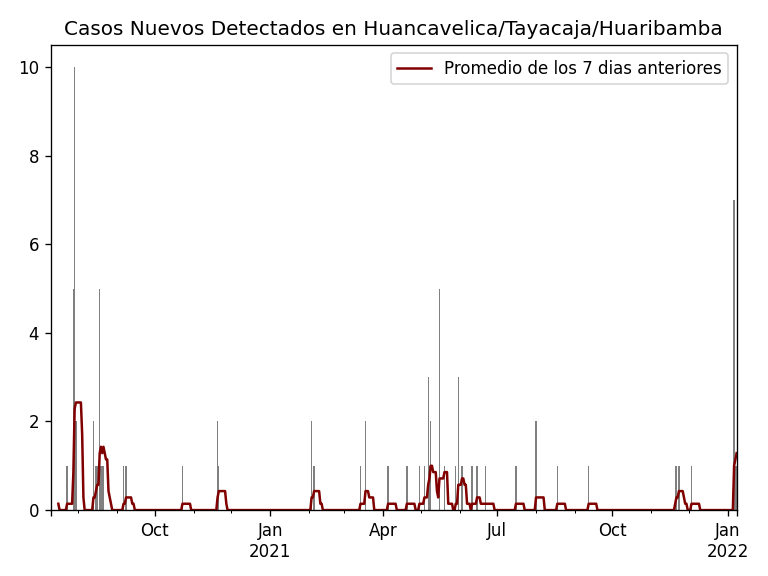 Casos Nuevos Detectados en Huancavelica/Tayacaja/Huaribamba
Promedio de los 7 dias anteriores
10
8
6
4
2
0
Oct
Jan
2021
Apr
Jul
Oct
Jan
2022